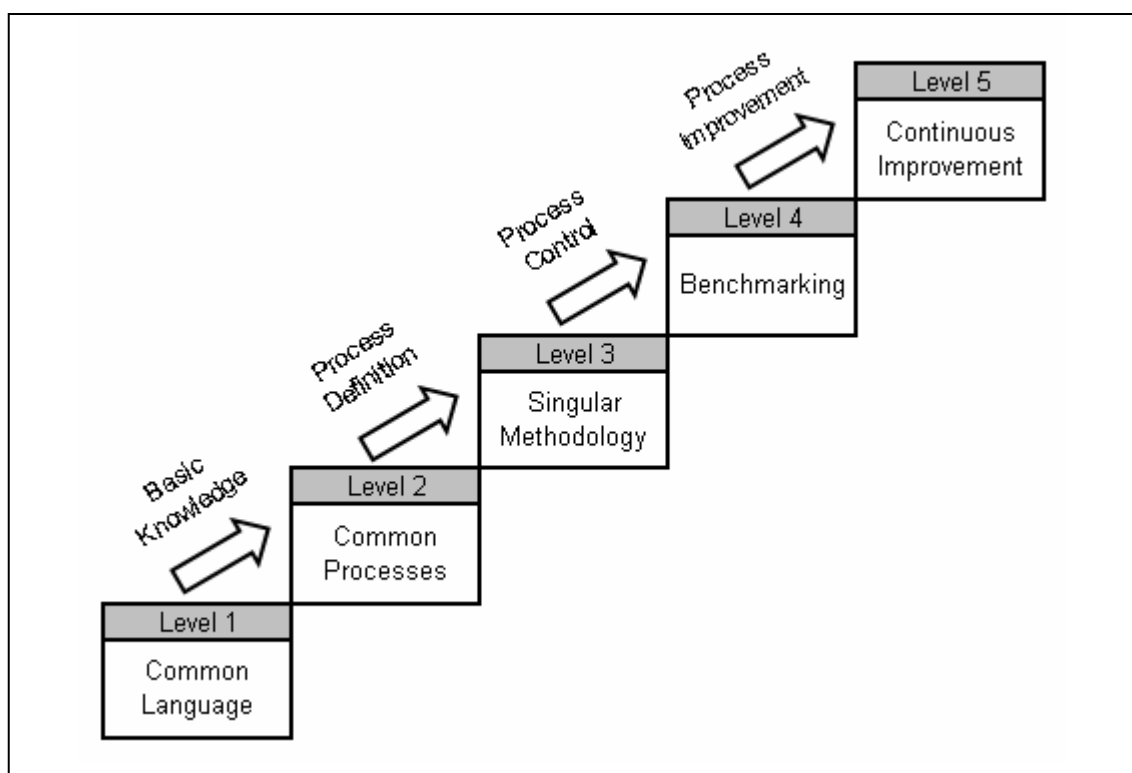 Process
Improvement
Level 5
Continuous
Improvement
Process
Control
Level 4
Benchmarking
Process
Definition
Level 3
Singular
Methodology
Basic
Knowledge
Level 2
Common
Processes
Level 1
Common
Language